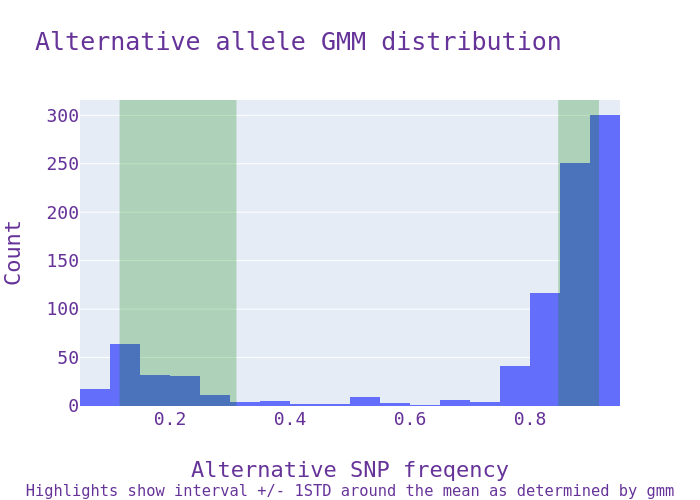 Alternative allele GMM distribution
Count
300
250
200
150
100
50
0
0.2 0.4 0.6 0.8
Alternative SNP freqency
Highlights show interval +/- 1STD around the mean as determined by gmm